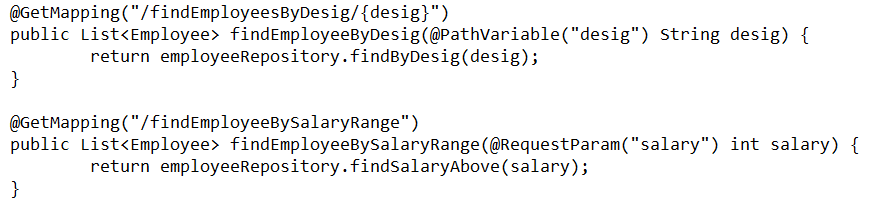 @GetMapping("/findEmployeesByDesig/{desig}")
public List<Employee> findEmployeeByDesig(@PathVariable("desig") String desig) {
        return employeeRepository.findByDesig(desig);
}

@GetMapping("/findEmployeeBySalaryRange")
public List<Employee> findEmployeeBySalaryRange(@RequestParam("salary") int salary) {
        return employeeRepository.findSalaryAbove(salary);
}